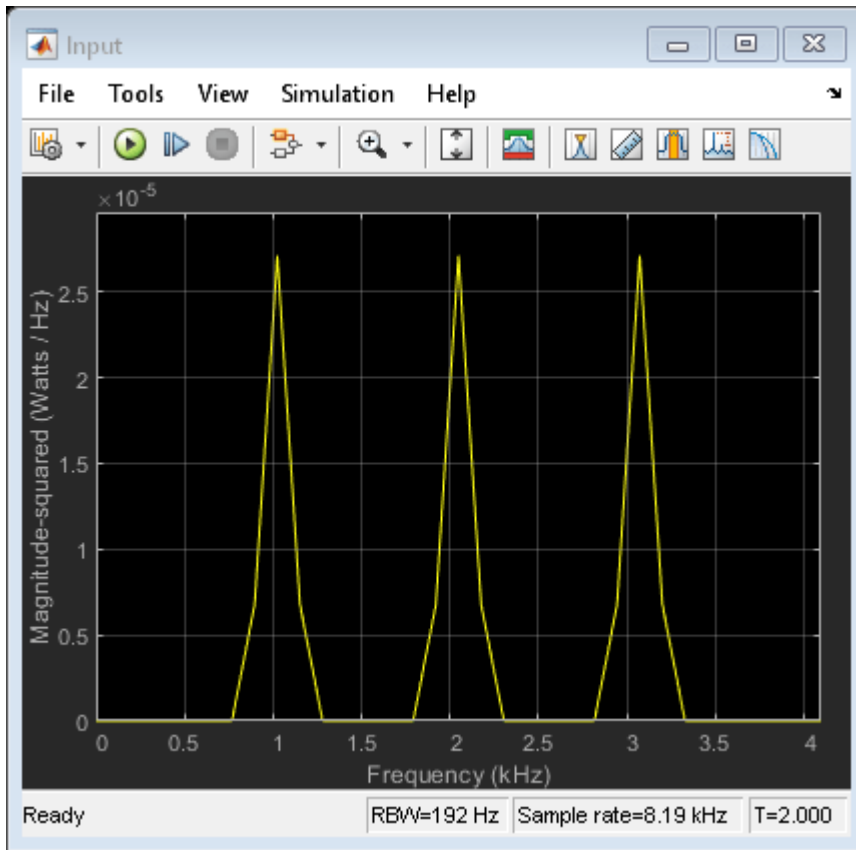 Input
File Tools View Simulation Help
×10-5
2.5
2
1.5
1
0.5
0
Magnitude-squared (Watts / Hz)
0 0.5 1 1.5 2 2.5 3 3.5 4
Frequency (kHz)
Ready RBW=192 Hz Sample rate=8.19 kHz T=2.000